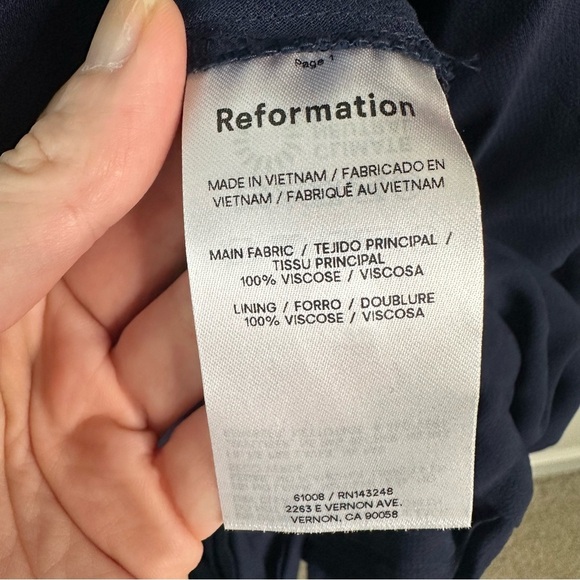 Page 1
Reformation
MADE IN VIETNAM / FABRICADO EN
VIETNAM / FABRIQUÉ AU VIETNAM
MAIN FABRIC / TEJIDO PRINCIPAL /
TISSU PRINCIPAL
100% VISCOSE / VISCOSA
LINING / FORRO / DOUBLURE
100% VISCOSE / VISCOSA
61008 / RN143248
2263 E VERNON AVE.
VERNON, CA 90058